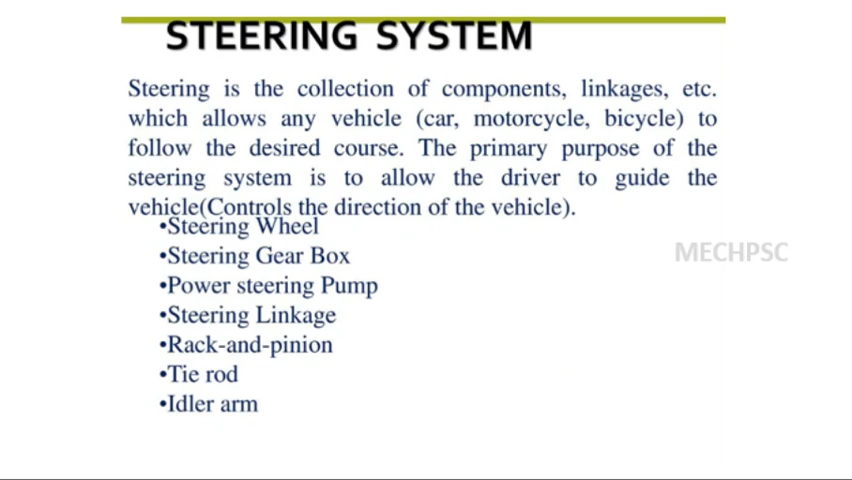 STEERING SYSTEM
Steering is the collection of components, linkages, etc.
which allows any vehicle (car, motorcycle, bicycle) to
follow the desired course. The primary purpose of the
steering system is to allow the driver to guide the
vehicle(Controls the direction of the vehicle).
•Steering Wheel
MECHPSC
•Steering Gear Box
•Power steering Pump
•Steering Linkage
•Rack-and-pinion
•Tie rod
•Idler arm